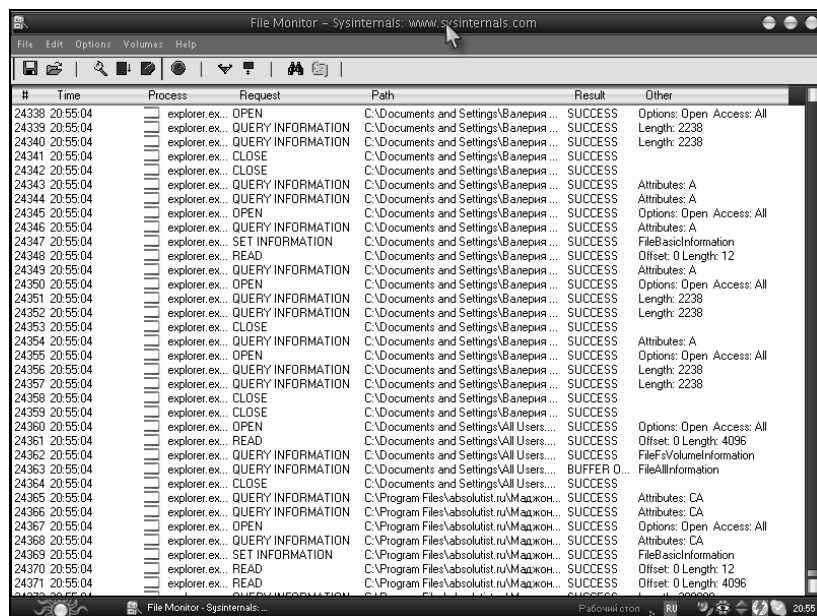 File Monitor - Sysinternals: www.sysinternals.com
File Edit Options Volumes Help
# Time Process Request Path Result Other
24338 20:55:04 explorer.ex... OPEN C:\Documents and Settings\Валерия ... SUCCESS Options: Open Access: All
24339 20:55:04 explorer.ex... QUERY INFORMATION C:\Documents and Settings\Валерия ... SUCCESS Length: 2238
24340 20:55:04 explorer.ex... QUERY INFORMATION C:\Documents and Settings\Валерия ... SUCCESS Length: 2238
24341 20:55:04 explorer.ex... CLOSE C:\Documents and Settings\Валерия ... SUCCESS
24342 20:55:04 explorer.ex... CLOSE C:\Documents and Settings\Валерия ... SUCCESS
24343 20:55:04 explorer.ex... QUERY INFORMATION C:\Documents and Settings\Валерия ... SUCCESS Attributes: A
24344 20:55:04 explorer.ex... QUERY INFORMATION C:\Documents and Settings\Валерия ... SUCCESS Attributes: A
24345 20:55:04 explorer.ex... OPEN C:\Documents and Settings\Валерия ... SUCCESS Options: Open Access: All
24346 20:55:04 explorer.ex... QUERY INFORMATION C:\Documents and Settings\Валерия ... SUCCESS Attributes: A
24347 20:55:04 explorer.ex... SET INFORMATION C:\Documents and Settings\Валерия ... SUCCESS FileBasicInformation
24348 20:55:04 explorer.ex... READ C:\Documents and Settings\Валерия ... SUCCESS Offset: 0 Length: 12
24349 20:55:04 explorer.ex... QUERY INFORMATION C:\Documents and Settings\Валерия ... SUCCESS Attributes: A
24350 20:55:04 explorer.ex... OPEN C:\Documents and Settings\Валерия ... SUCCESS Options: Open Access: All
24351 20:55:04 explorer.ex... QUERY INFORMATION C:\Documents and Settings\Валерия ... SUCCESS Length: 2238
24352 20:55:04 explorer.ex... QUERY INFORMATION C:\Documents and Settings\Валерия ... SUCCESS Length: 2238
24353 20:55:04 explorer.ex... CLOSE C:\Documents and Settings\Валерия ... SUCCESS
24354 20:55:04 explorer.ex... QUERY INFORMATION C:\Documents and Settings\Валерия ... SUCCESS Attributes: A
24355 20:55:04 explorer.ex... OPEN C:\Documents and Settings\Валерия ... SUCCESS Options: Open Access: All
24356 20:55:04 explorer.ex... QUERY INFORMATION C:\Documents and Settings\Валерия ... SUCCESS Length: 2238
24357 20:55:04 explorer.ex... QUERY INFORMATION C:\Documents and Settings\Валерия ... SUCCESS Length: 2238
24358 20:55:04 explorer.ex... CLOSE C:\Documents and Settings\Валерия ... SUCCESS
24359 20:55:04 explorer.ex... CLOSE C:\Documents and Settings\Валерия ... SUCCESS
24360 20:55:04 explorer.ex... OPEN C:\Documents and Settings\All Users.... SUCCESS Options: Open Access: All
24361 20:55:04 explorer.ex... READ C:\Documents and Settings\All Users.... SUCCESS Offset: 0 Length: 4096
24362 20:55:04 explorer.ex... QUERY INFORMATION C:\Documents and Settings\All Users.... SUCCESS FileFsVolumeInformation
24363 20:55:04 explorer.ex... QUERY INFORMATION C:\Documents and Settings\All Users.... BUFFER O... FileAllInformation
24364 20:55:04 explorer.ex... CLOSE C:\Documents and Settings\All Users.... SUCCESS
24365 20:55:04 explorer.ex... QUERY INFORMATION C:\Program Files\absolutist.ru\Маджон... SUCCESS Attributes: CA
24366 20:55:04 explorer.ex... QUERY INFORMATION C:\Program Files\absolutist.ru\Маджон... SUCCESS Attributes: CA
24367 20:55:04 explorer.ex... OPEN C:\Program Files\absolutist.ru\Маджон... SUCCESS Options: Open Access: All
24368 20:55:04 explorer.ex... QUERY INFORMATION C:\Program Files\absolutist.ru\Маджон... SUCCESS Attributes: CA
24369 20:55:04 explorer.ex... SET INFORMATION C:\Program Files\absolutist.ru\Маджон... SUCCESS FileBasicInformation
24370 20:55:04 explorer.ex... READ C:\Program Files\absolutist.ru\Маджон... SUCCESS Offset: 0 Length: 12
24371 20:55:04 explorer.ex... READ C:\Program Files\absolutist.ru\Маджон... SUCCESS Offset: 0 Length: 4096
File Monitor - Sysinternals: ... Рабочий стол RU 20:55